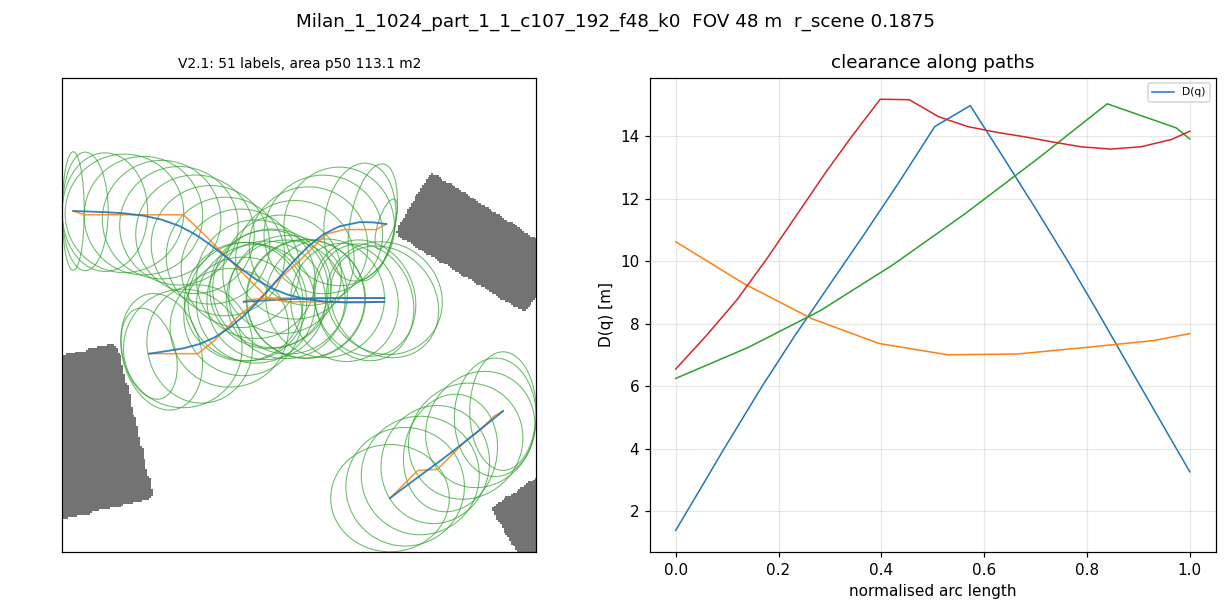 Milan_1_1024_part_1_1_c107_192_f48_k0  FOV 48 m  r_scene 0.1875
V2.1: 51 labels, area p50 113.1 m2
clearance along paths
D(q)
14
12
10
8
6
4
2
D(q) [m]
0.0 0.2 0.4 0.6 0.8 1.0
normalised arc length